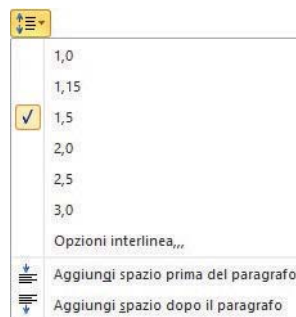 1,0
1,15
1,5
2,0
2,5
3,0
Opzioni interlinea,,,
Aggiungi spazio prima del paragrafo
Aggiungi spazio dopo il paragrafo